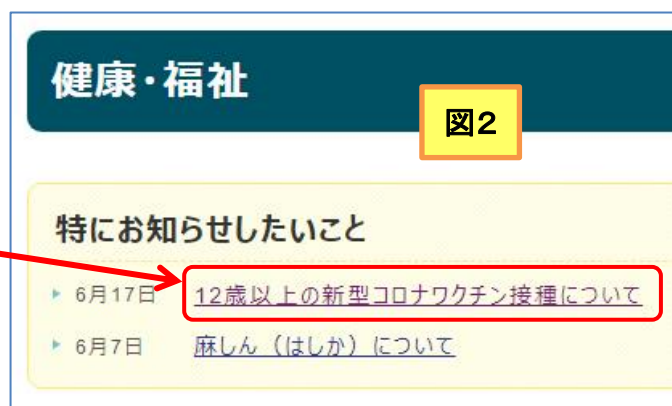 健康・福祉
図2
特にお知らせしたいこと
6月17日 12歳以上の新型コロナワクチン接種について
6月7日 麻しん（はしか）について